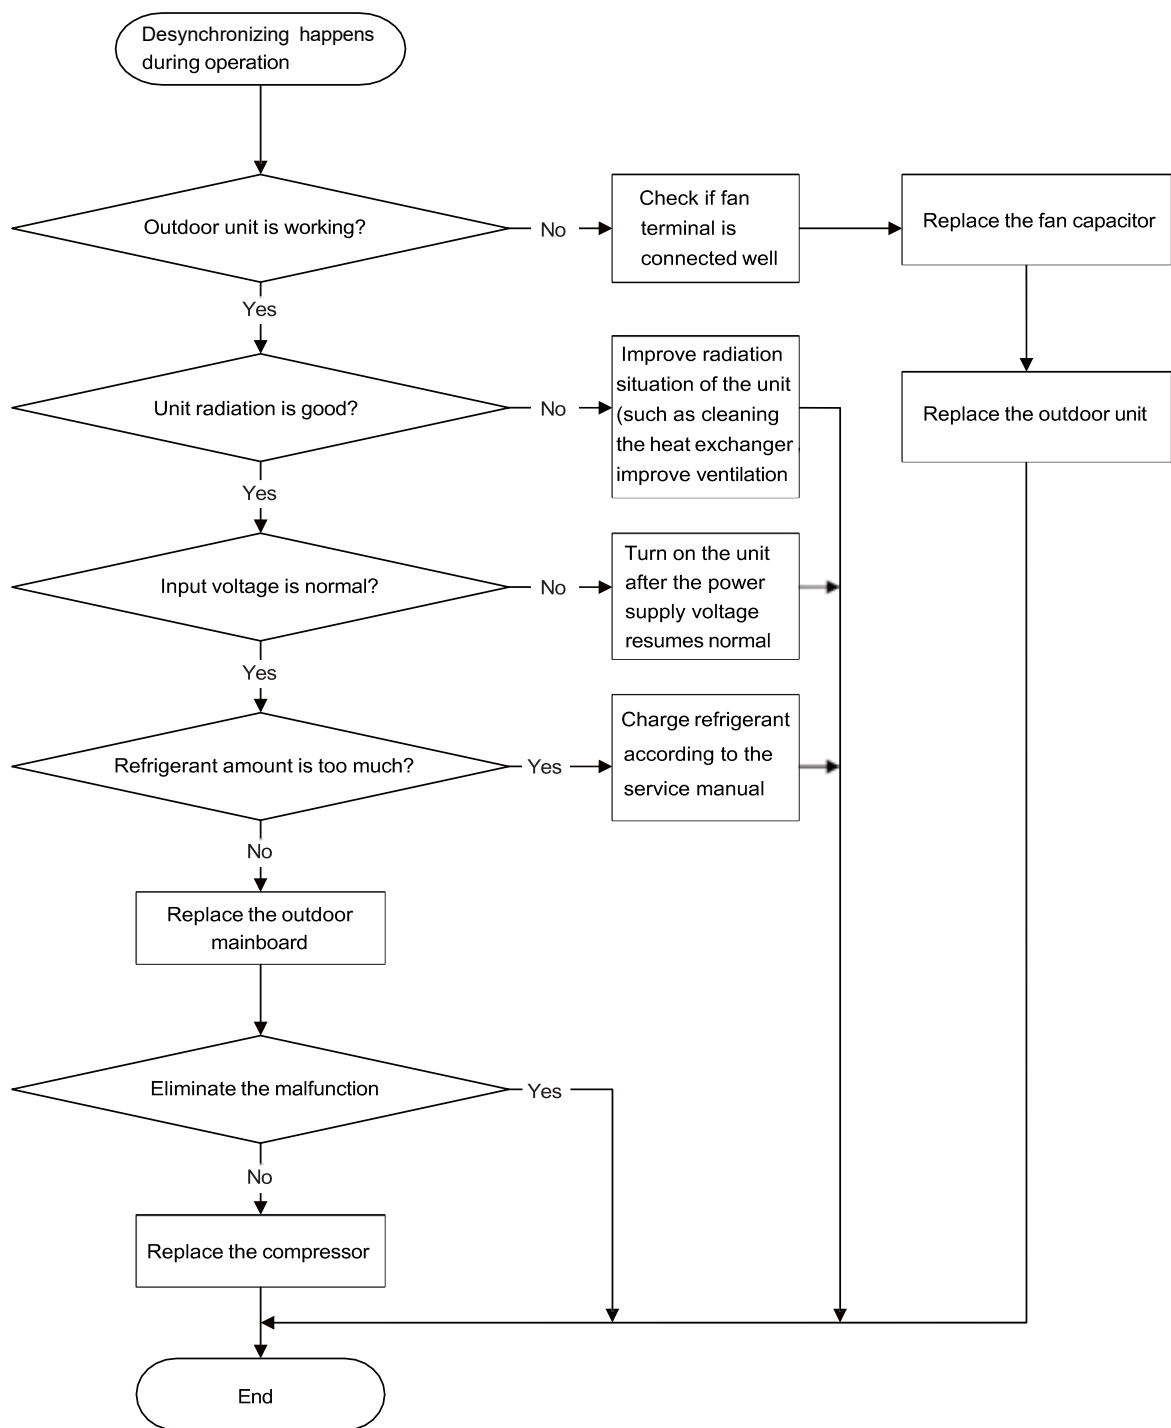 Desynchronizing happens
during operation
Outdoor unit is working?
No
Check if fan
terminal is
connected well
Replace the fan capacitor
Yes
Unit radiation is good?
No
Improve radiation
situation of the unit
(such as cleaning
the heat exchanger
improve ventilation
Replace the outdoor unit
Yes
Input voltage is normal?
No
Turn on the unit
after the power
supply voltage
resumes normal
Yes
Refrigerant amount is too much?
Yes
Charge refrigerant
according to the
service manual
No
Replace the outdoor
mainboard
Eliminate the malfunction
Yes
No
Replace the compressor
End